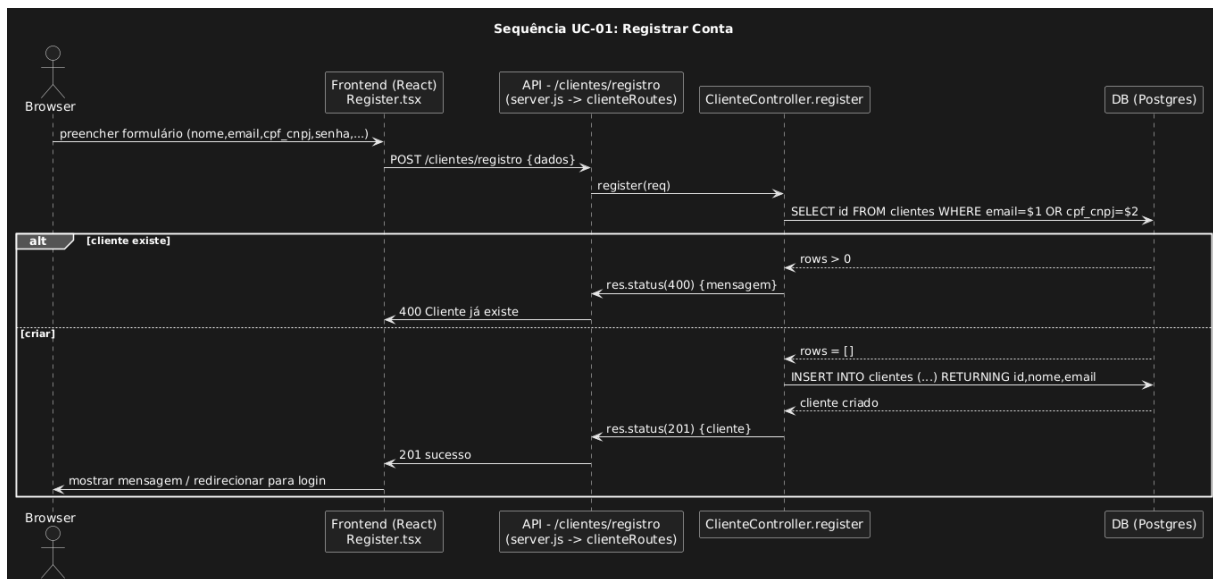 Sequência UC-01: Registrar Conta
Browser
Frontend (React)
Register.tsx
API - /clientes/registro
(server.js -> clienteRoutes)
ClienteController.register
DB (Postgres)
preencher formulário (nome,email,cpf_cnpj,senha,...)
POST /clientes/registro {dados}
register(req)
SELECT id FROM clientes WHERE email=$1 OR cpf_cnpj=$2
alt [cliente existe]
rows > 0
res.status(400) {mensagem}
400 Cliente já existe
[criar]
rows = []
INSERT INTO clientes (...) RETURNING id,nome,email
cliente criado
res.status(201) {cliente}
201 sucesso
mostrar mensagem / redirecionar para login
Browser
Frontend (React)
Register.tsx
API - /clientes/registro
(server.js -> clienteRoutes)
ClienteController.register
DB (Postgres)